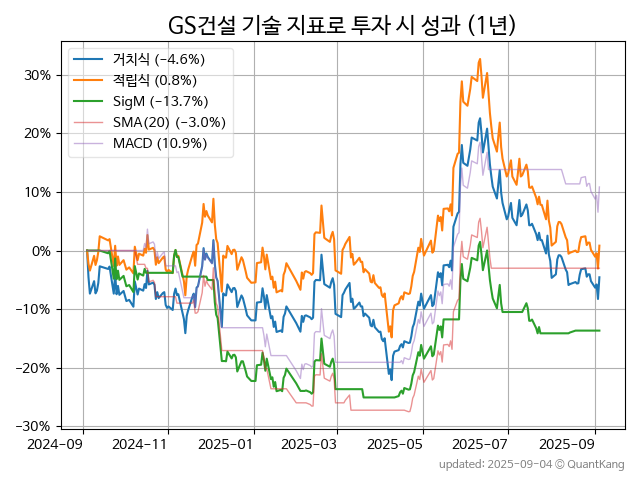 GS건설 기술 지표로 투자 시 성과 (1년)
거치식 (−4.6%)
적립식 (0.8%)
SigM (−13.7%)
SMA(20) (−3.0%)
MACD (10.9%)
30%
20%
10%
0%
−10%
−20%
−30%
2024-09
2024-11
2025-01
2025-03
2025-05
2025-07
2025-09
updated: 2025-09-04 © QuantKang